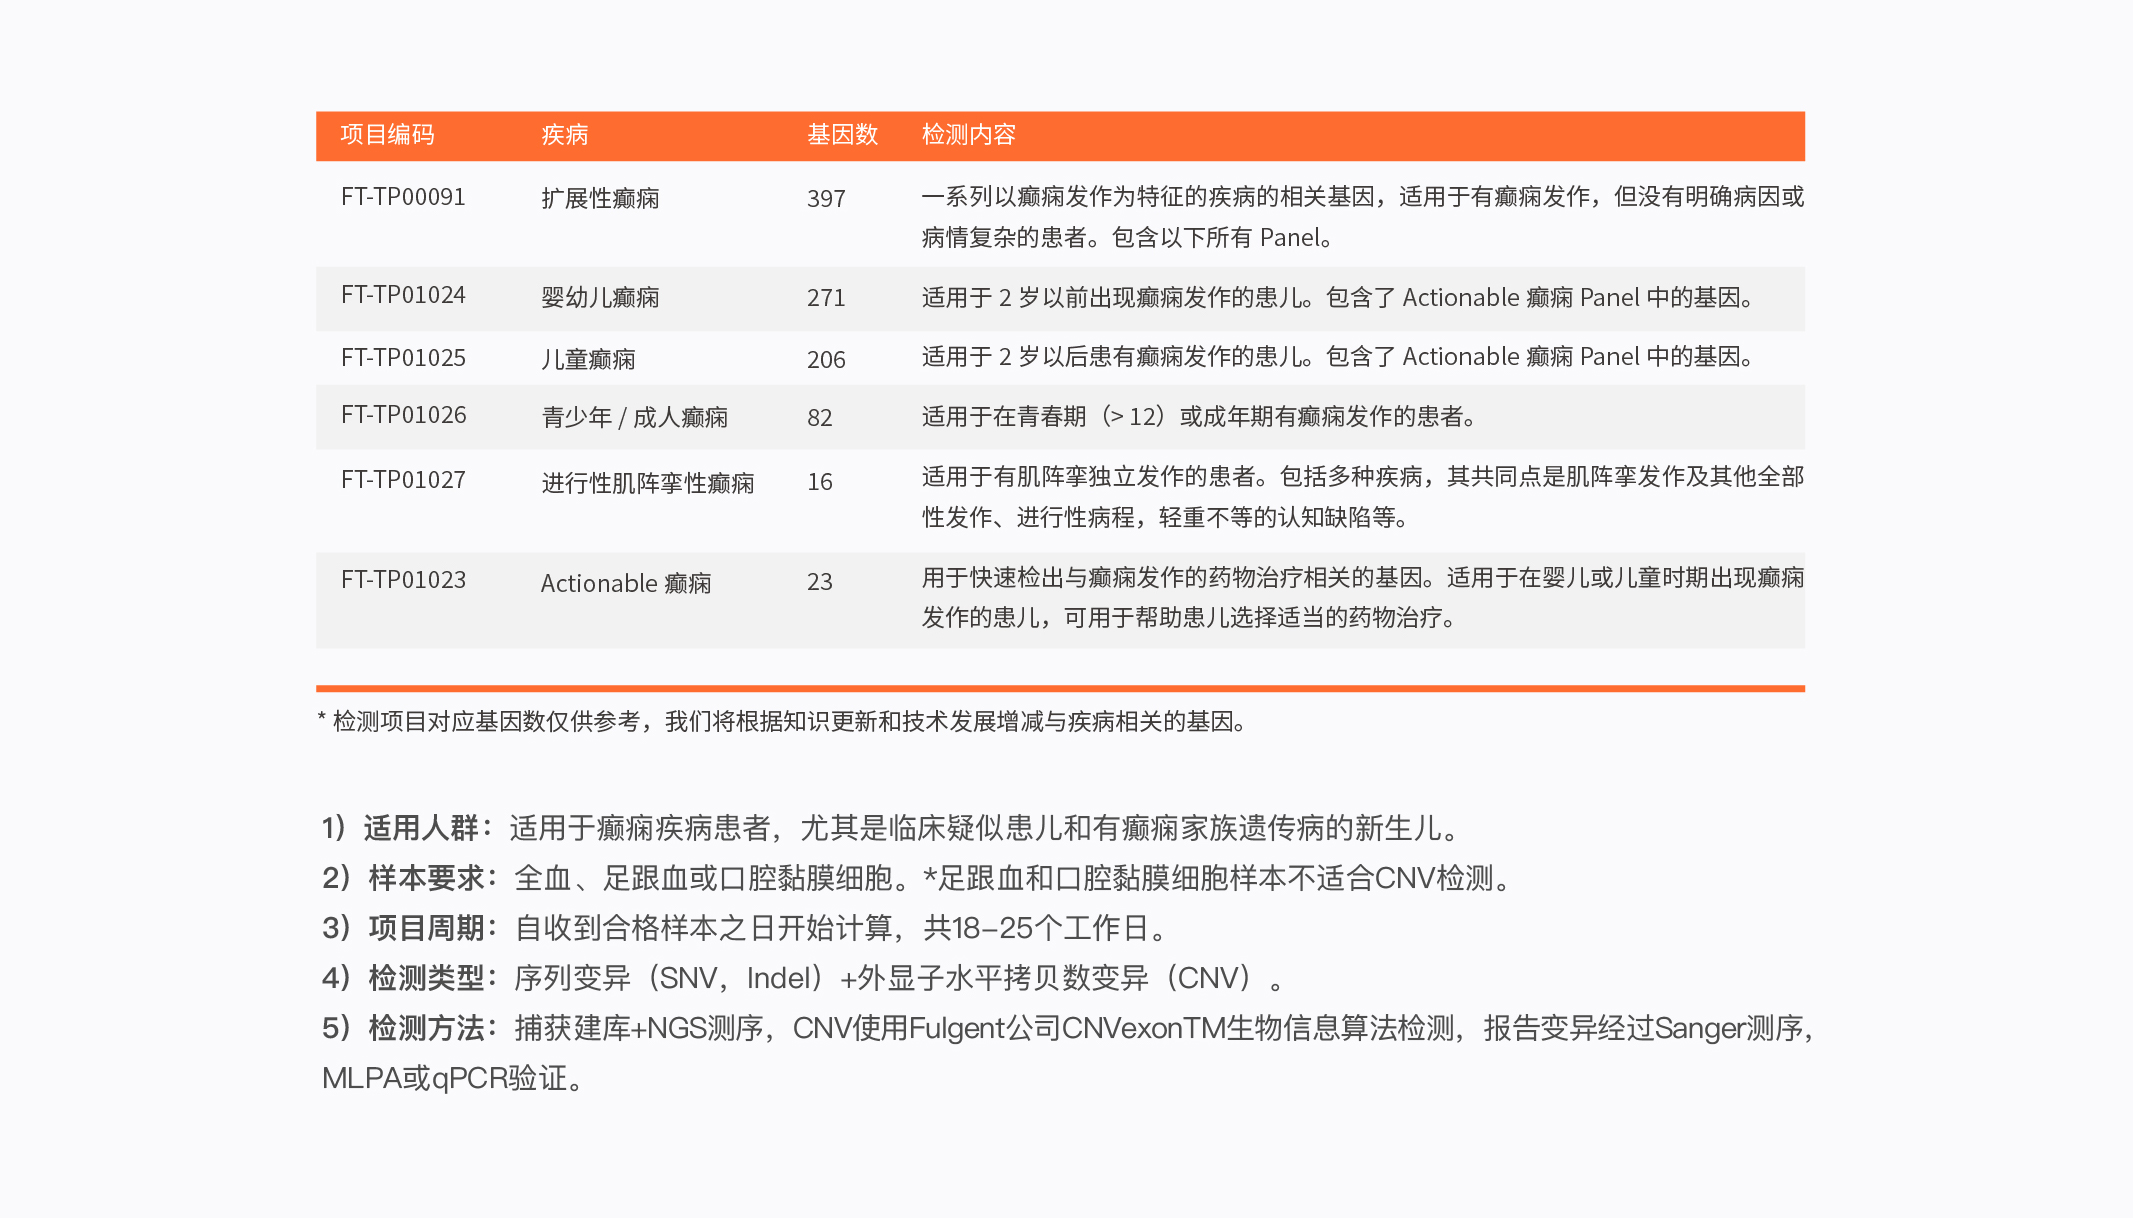 项目编码 疾病 基因数 检测内容
FT-TP00091 扩展性癫痫 397 一系列以癫痫发作为特征的疾病的相关基因，适用于有癫痫发作，但没有明确病因或
病情复杂的患者。包含以下所有 Panel。
FT-TP01024 婴幼儿癫痫 271 适用于 2 岁以前出现癫痫发作的患儿。包含了 Actionable 癫痫 Panel 中的基因。
FT-TP01025 儿童癫痫 206 适用于 2 岁以后患有癫痫发作的患儿。包含了 Actionable 癫痫 Panel 中的基因。
FT-TP01026 青少年 / 成人癫痫 82 适用于在青春期（> 12）或成年期有癫痫发作的患者。
FT-TP01027 进行性肌阵挛性癫痫 16 适用于有肌阵挛独立发作的患者。包括多种疾病，其共同点是肌阵挛发作及其他全部
性发作、进行性病程，轻重不等的认知缺陷等。
FT-TP01023 Actionable 癫痫 23 用于快速检出与癫痫发作的药物治疗相关的基因。适用于在婴儿或儿童时期出现癫痫
发作的患儿，可用于帮助患儿选择适当的药物治疗。
* 检测项目对应基因数仅供参考，我们将根据知识更新和技术发展增减与疾病相关的基因。
1）适用人群：适用于癫痫疾病患者，尤其是临床疑似患儿和有癫痫家族遗传病的新生儿。
2）样本要求：全血、足跟血或口腔黏膜细胞。*足跟血和口腔黏膜细胞样本不适合CNV检测。
3）项目周期：自收到合格样本之日开始计算，共18-25个工作日。
4）检测类型：序列变异（SNV，Indel）+外显子水平拷贝数变异（CNV）。
5）检测方法：捕获建库+NGS测序，CNV使用Fulgent公司CNVexonTM生物信息算法检测，报告变异经过Sanger测序，
MLPA或qPCR验证。